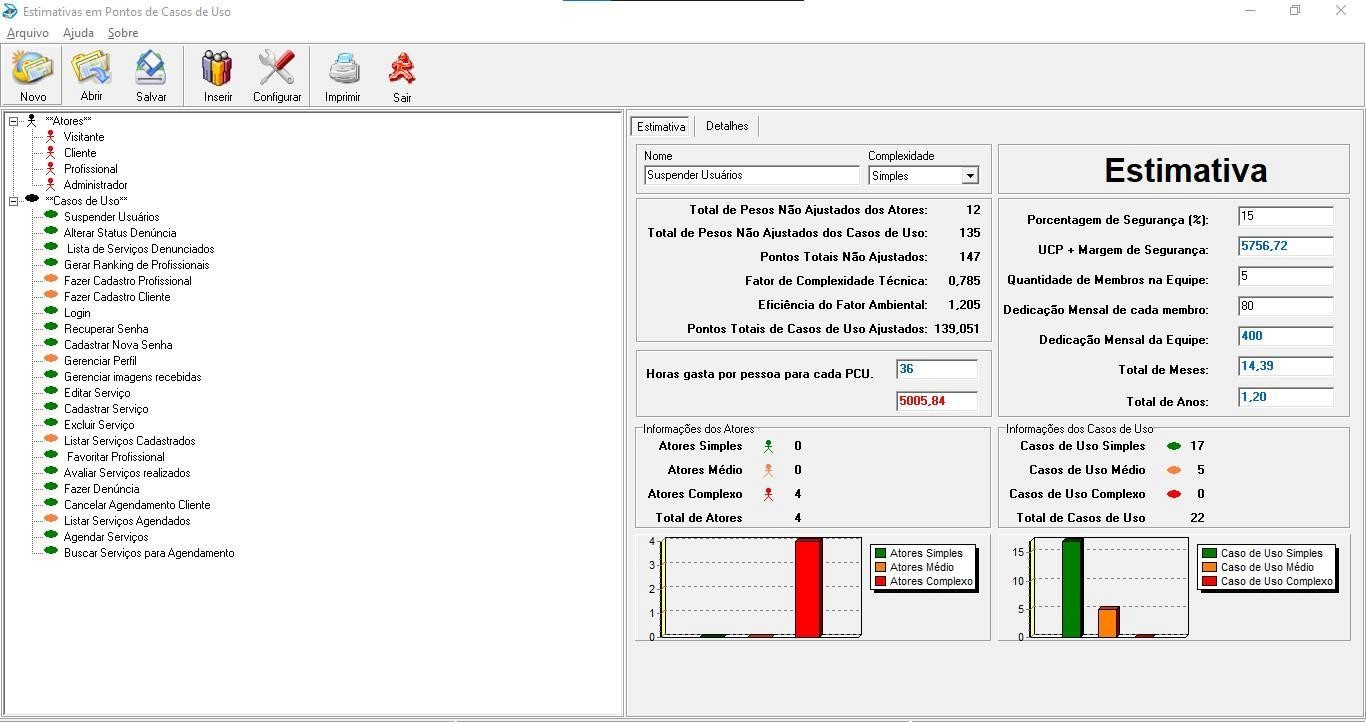 Estimativas em Pontos de Casos de Uso
Arquivo Ajuda Sobre
Novo Abrir Salvar Inserir Configurar Imprimir Sair
**Atores**
Visitante
Cliente
Profissional
Administrador
**Casos de Uso**
Suspender Usuários
Alterar Status Denúncia
Lista de Serviços Denunciados
Gerar Ranking de Profissionais
Fazer Cadastro Profissional
Fazer Cadastro Cliente
Login
Recuperar Senha
Cadastrar Nova Senha
Gerenciar Perfil
Gerenciar imagens recebidas
Editar Serviço
Cadastrar Serviço
Excluir Serviço
Listar Serviços Cadastrados
Favoritar Profissional
Avaliar Serviços realizados
Fazer Denúncia
Cancelar Agendamento Cliente
Listar Serviços Agendados
Agendar Serviços
Buscar Serviços para Agendamento
Estimativa Detalhes
Nome Complexidade
Suspender Usuários Simples
Total de Pesos Não Ajustados dos Atores: 12
Total de Pesos Não Ajustados dos Casos de Uso: 135
Pontos Totais Não Ajustados: 147
Fator de Complexidade Técnica: 0,785
Eficiência do Fator Ambiental: 1,205
Pontos Totais de Casos de Uso Ajustados: 139,051
Horas gasta por pessoa para cada PCU. 36
5005,84
Estimativa
Porcentagem de Segurança (%): 15
UCP + Margem de Segurança: 5756,72
Quantidade de Membros na Equipe: 5
Dedicação Mensal de cada membro: 80
Dedicação Mensal da Equipe: 400
Total de Meses: 14,39
Total de Anos: 1,20
Informações dos Atores
Atores Simples 0
Atores Médio 0
Atores Complexo 4
Total de Atores 4
Informações dos Casos de Uso
Casos de Uso Simples 17
Casos de Uso Médio 5
Casos de Uso Complexo 0
Total de Casos de Uso 22
4
3
2
1
0
Atores Simples
Atores Médio
Atores Complexo
15
10
5
0
Caso de Uso Simples
Caso de Uso Médio
Caso de Uso Complexo